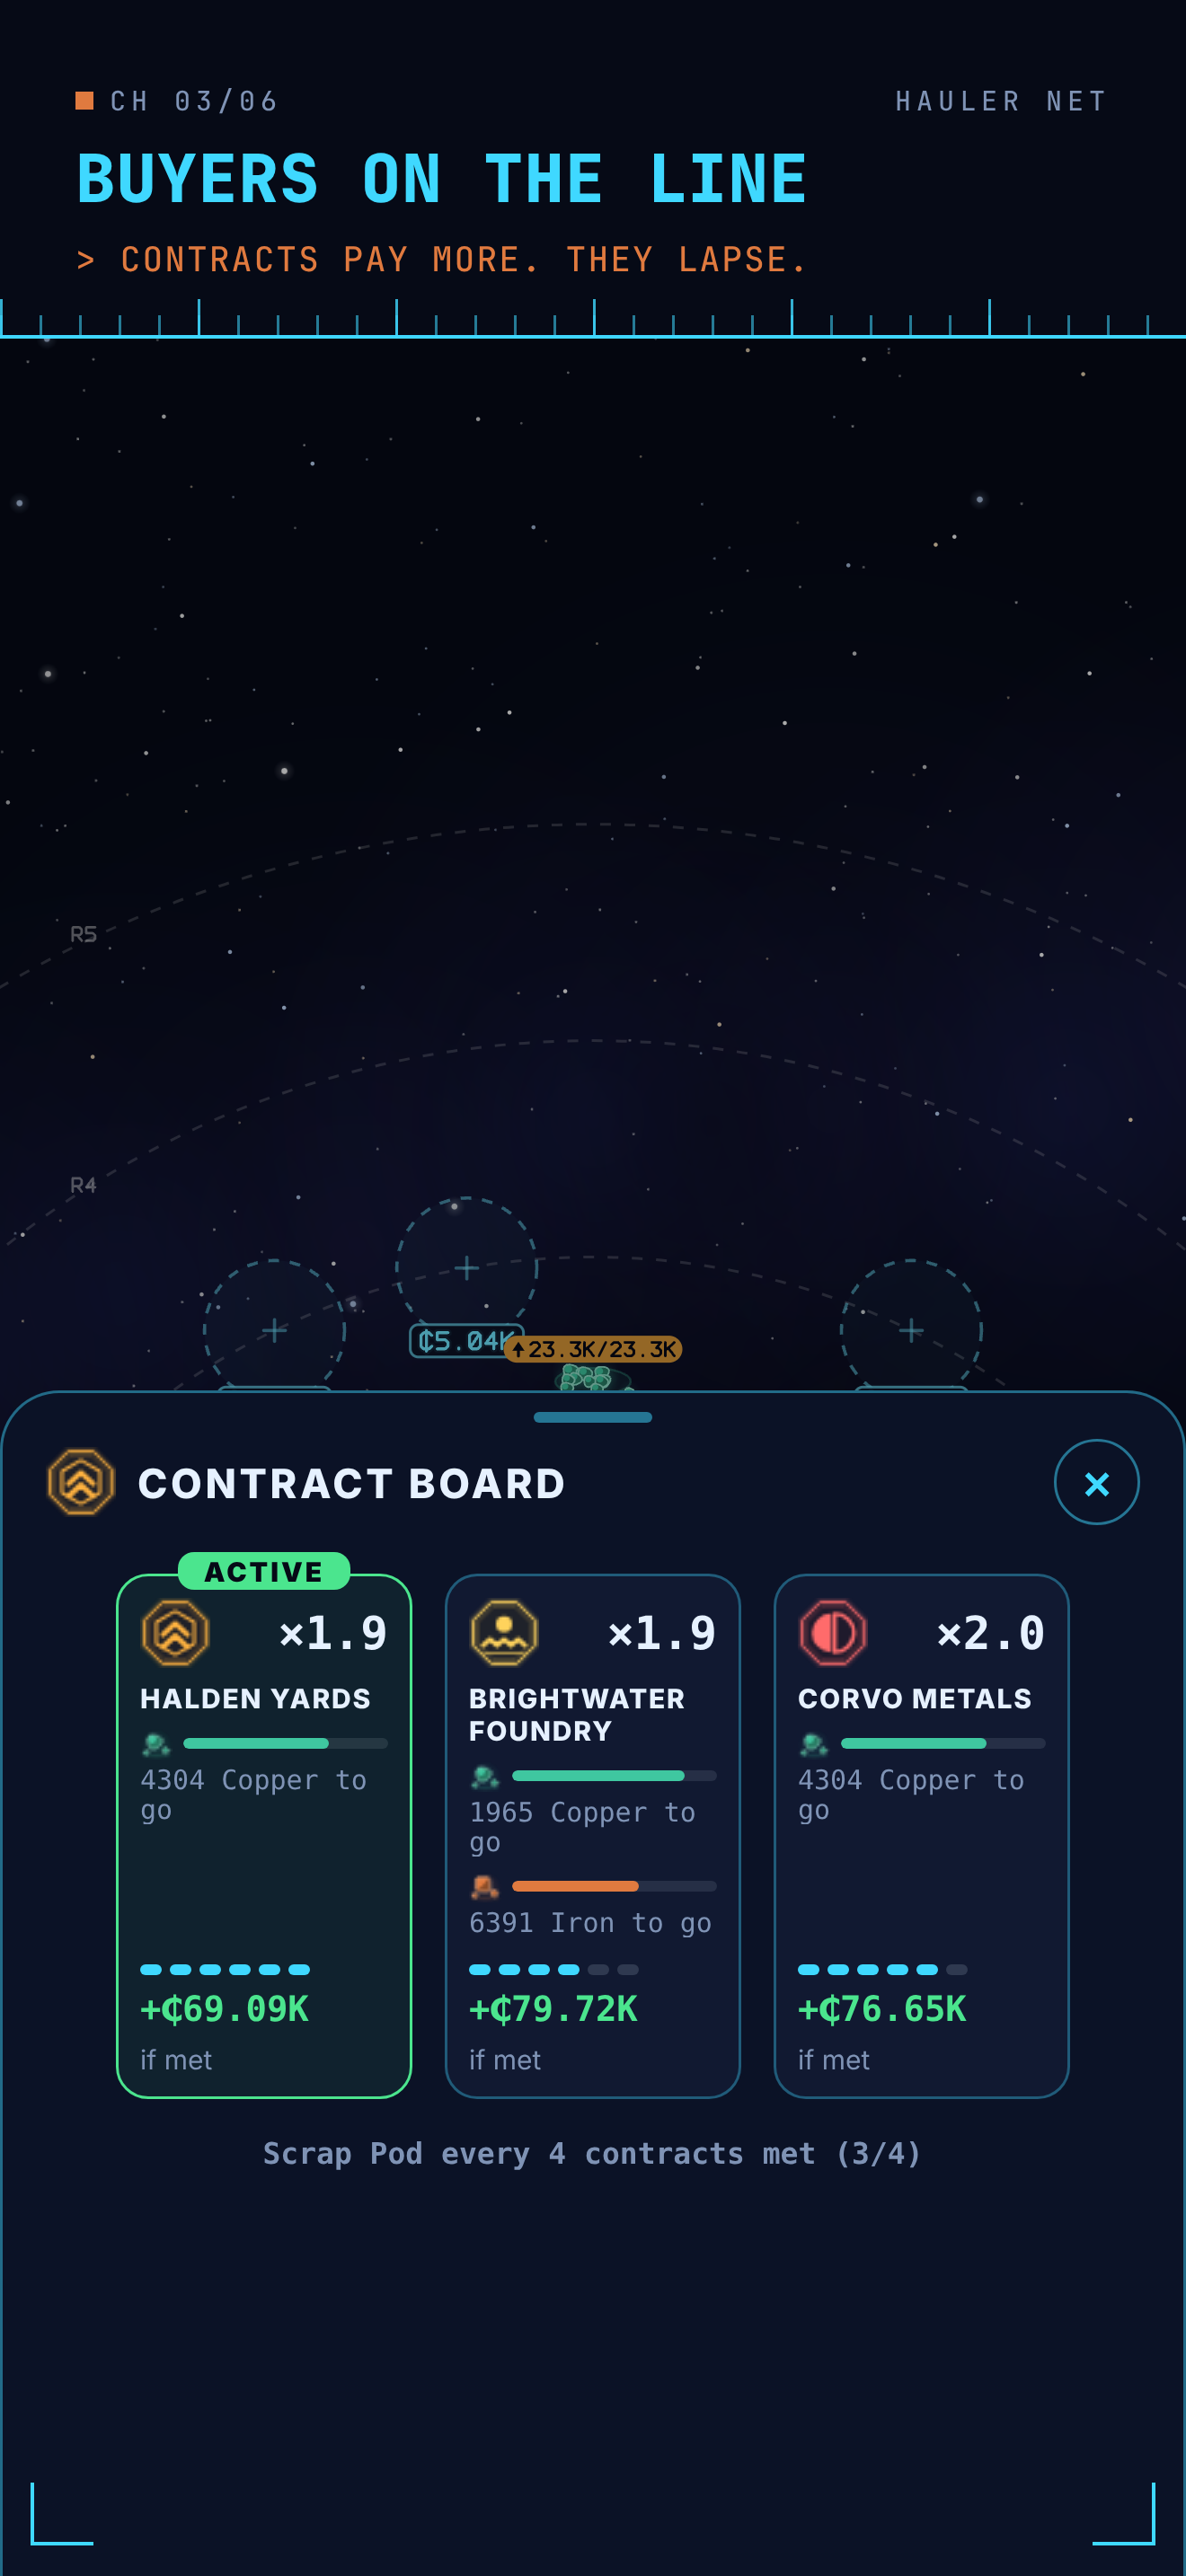 CH 03/06
HAULER NET
BUYERS ON THE LINE
> CONTRACTS PAY MORE. THEY LAPSE.
R5
R4
₵5.04K
23.3K/23.3K
CONTRACT BOARD
×
ACTIVE
×1.9
HALDEN YARDS
4304 Copper to
go
+₵69.09K
if met
×1.9
BRIGHTWATER
FOUNDRY
1965 Copper to
go
6391 Iron to go
+₵79.72K
if met
×2.0
CORVO METALS
4304 Copper to
go
+₵76.65K
if met
Scrap Pod every 4 contracts met (3/4)